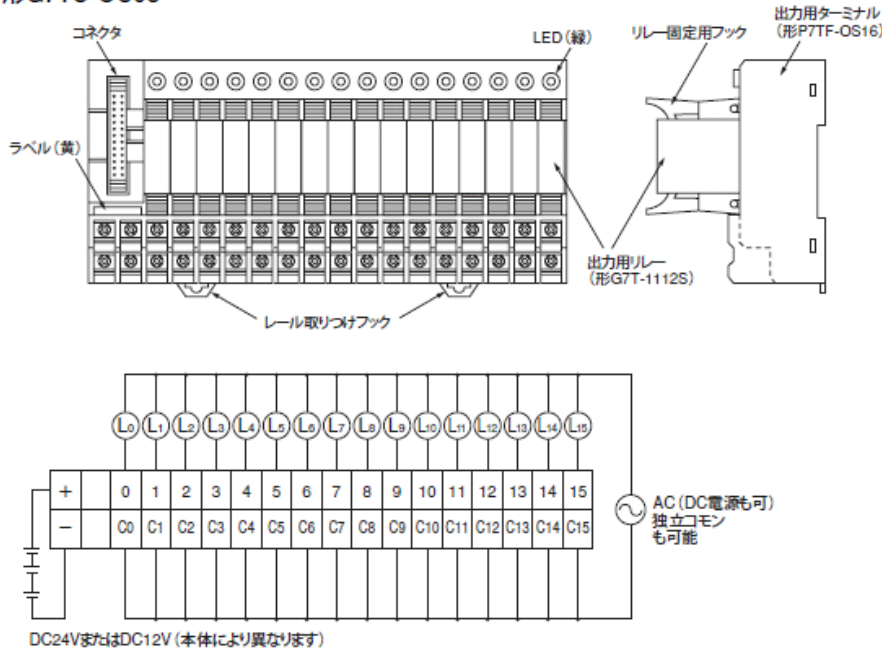 コネクタ
LED（緑）
リレー固定用フック
出力用ターミナル
（形P7TF-OS16）
ラベル（黄）
出力用リレー
（形G7T-1112S）
レール取りつけフック
L0 L1 L2 L3 L4 L5 L6 L7 L8 L9 L10 L11 L12 L13 L14 L15
+ 0 1 2 3 4 5 6 7 8 9 10 11 12 13 14 15
− C0 C1 C2 C3 C4 C5 C6 C7 C8 C9 C10 C11 C12 C13 C14 C15
AC（DC電源も可）
独立コモン
も可能
DC24VまたはDC12V（本体により異なります）